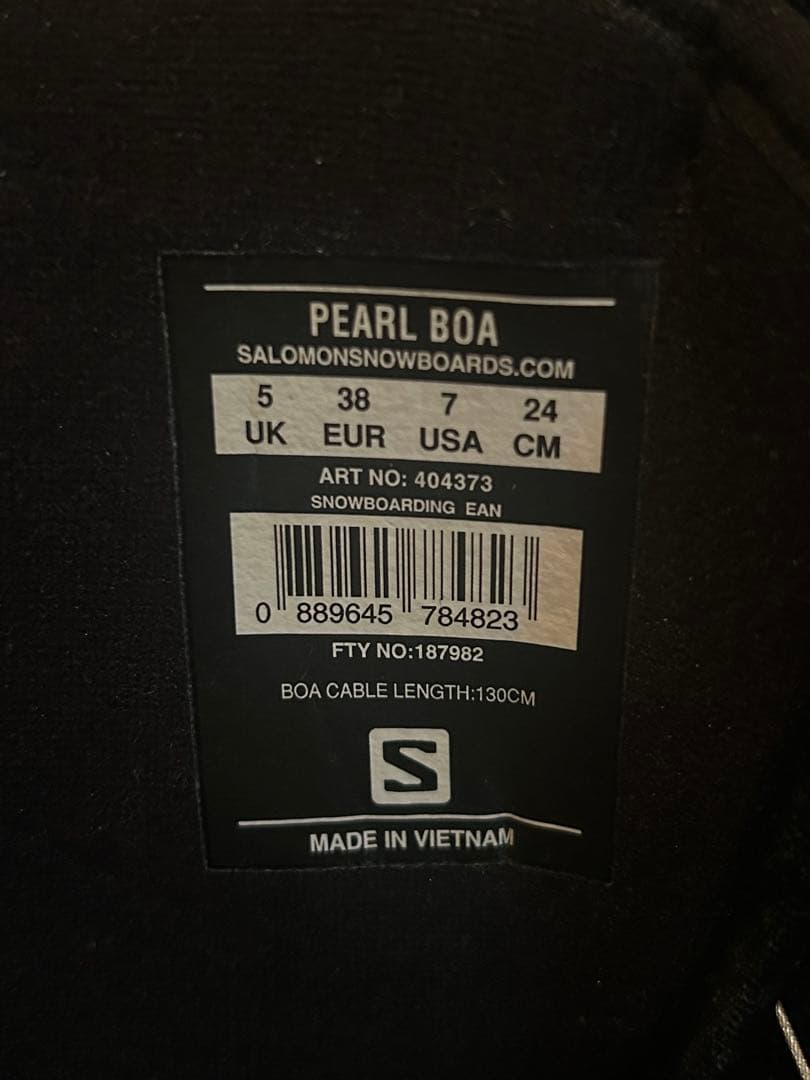 PEARL BOA
SALOMONSNOWBOARDS.COM
5 38 7 24
UK EUR USA CM
ART NO: 404373
SNOWBOARDING EAN
0 889645 784823
FTY NO:187982
BOA CABLE LENGTH:130CM
S
MADE IN VIETNAM